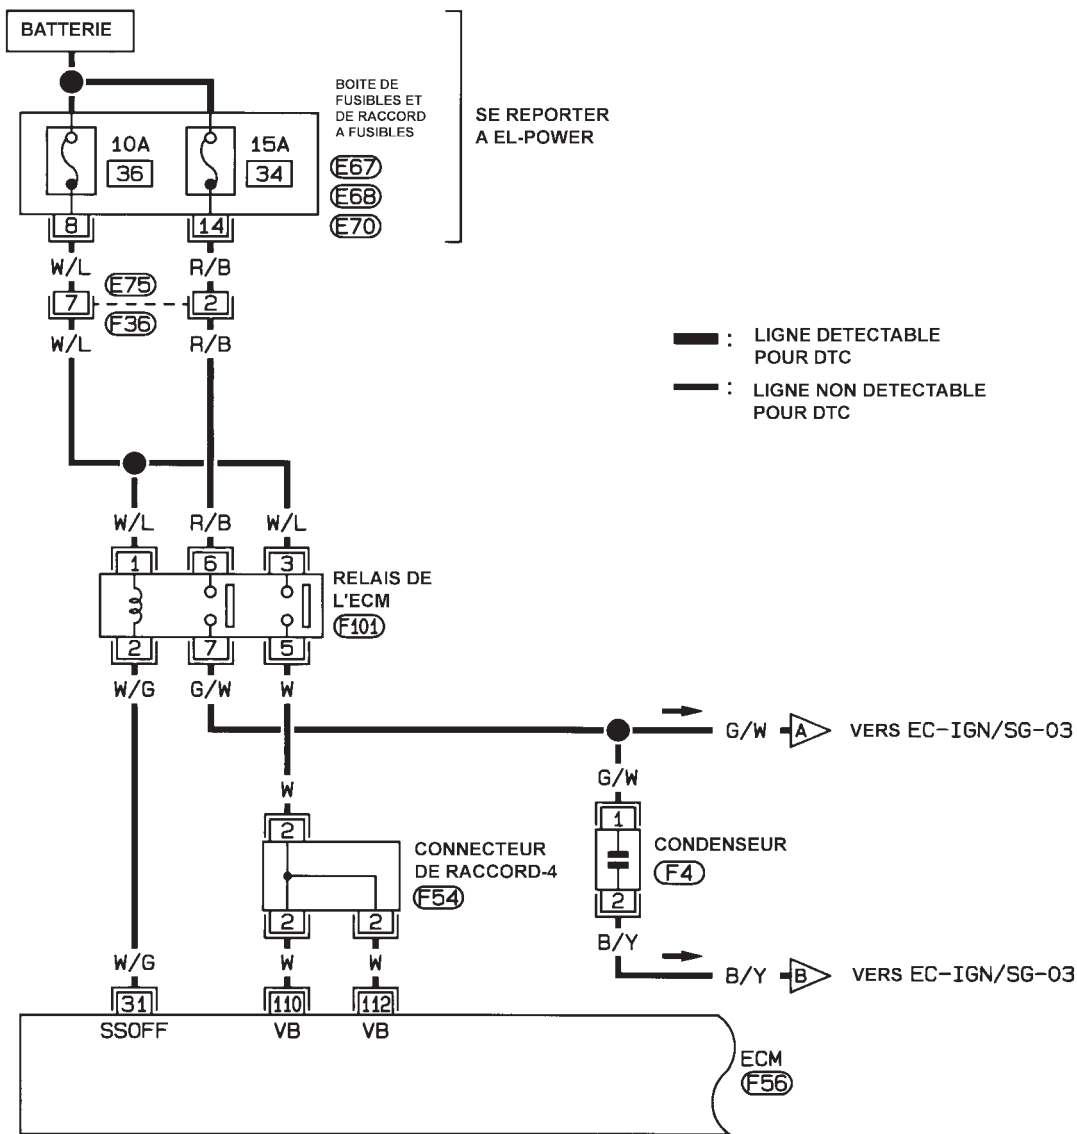 BATTERIE
BOITE DE
FUSIBLES ET
DE RACCORD
A FUSIBLES
SE REPORTER
A EL-POWER
10A
36
15A
34
E67
E68
E70
8
14
W/L
R/B
E75
7
2
F36
W/L
R/B
: LIGNE DETECTABLE
POUR DTC
: LIGNE NON DETECTABLE
POUR DTC
W/L
R/B
W/L
1
6
3
RELAIS DE
L'ECM
F101
2
7
5
W/G
G/W
W
G/W
A
VERS EC-IGN/SG-03
W
G/W
2
1
CONNECTEUR
DE RACCORD-4
F54
CONDENSEUR
F4
2
2
2
W/G
W
W
B/Y
B/Y
B
VERS EC-IGN/SG-03
31
110
112
SSOFF
VB
VB
ECM
F56